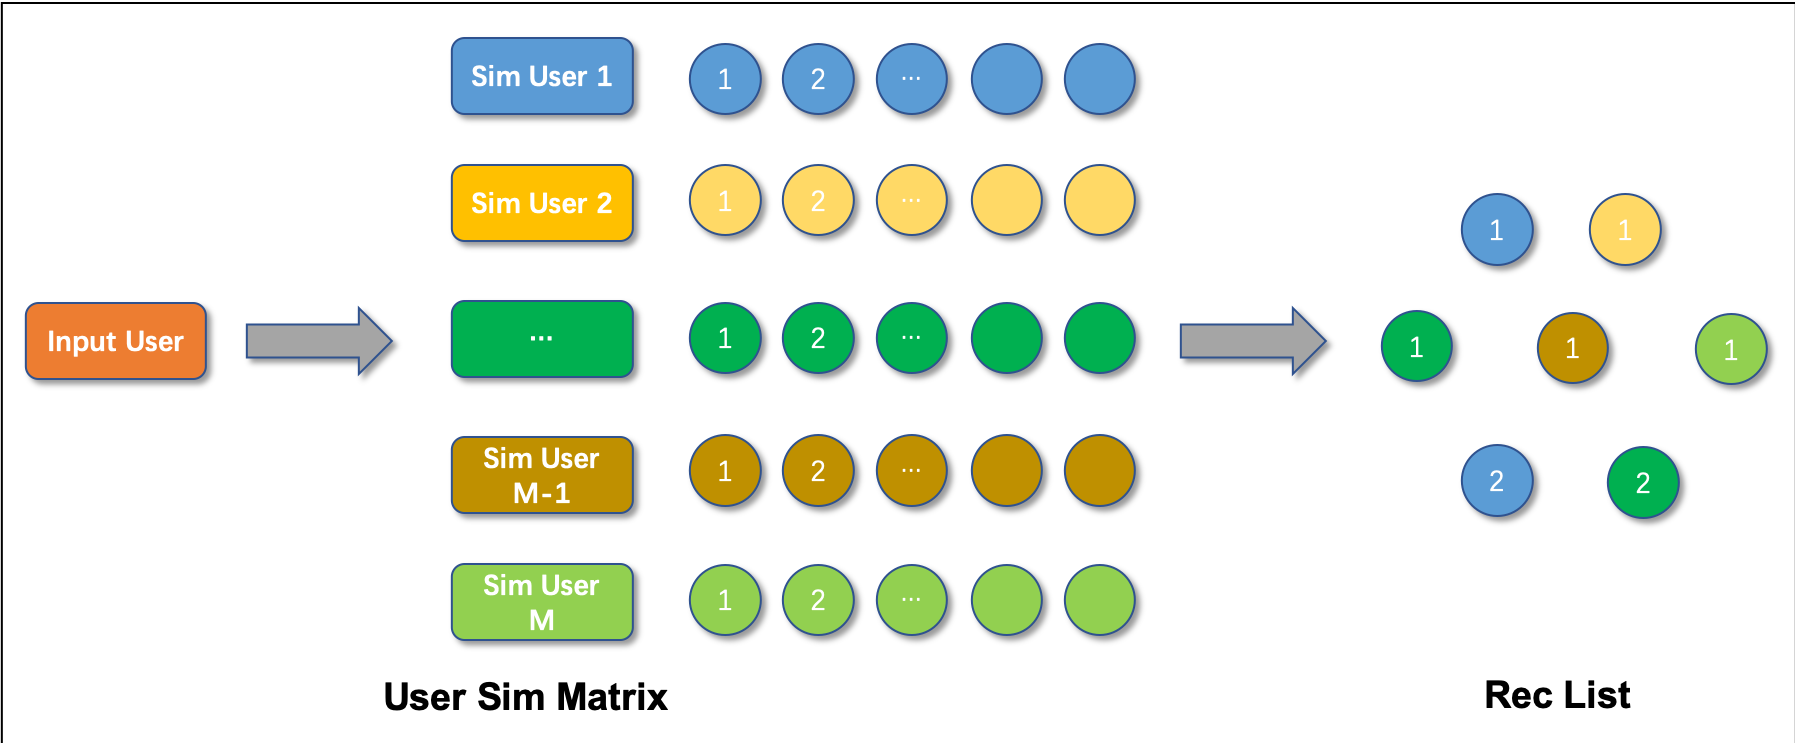 Sim User 1
1 2 ...
Sim User 2
1 2 ...
Input User
...
1 2 ...
Sim User
M-1
1 2 ...
Sim User
M
1 2 ...
1 1
1 1 1
2 2
User Sim Matrix
Rec List